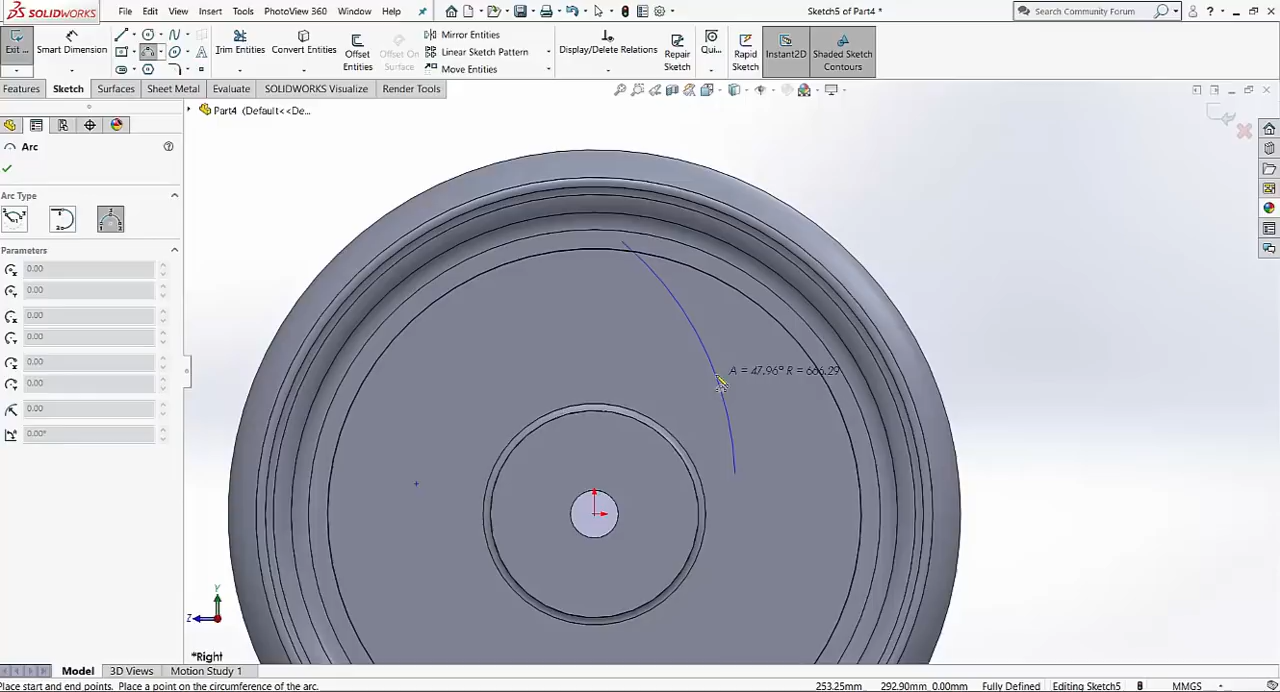 SOLIDWORKS File Edit View Insert Tools PhotoView 360 Window Help Sketch5 of Part4 * Search Community Forum ?
Exit ... Smart Dimension Trim Entities Convert Entities Offset Entities Offset On Surface Mirror Entities Linear Sketch Pattern Move Entities Display/Delete Relations Repair Sketch Qui... Rapid Sketch Instant2D Shaded Sketch Contours
Features Sketch Surfaces Sheet Metal Evaluate SOLIDWORKS Visualize Render Tools
Part4 (Default<<De...
Arc
Arc Type
Parameters
0.00
0.00
0.00
0.00
0.00
0.00
0.00
0.00°
A = 47.96° R = 666.29
Y
Z
*Right
Model 3D Views Motion Study 1
Place start and end points. Place a point on the circumference of the arc. 253.25mm 292.90mm 0.00mm Fully Defined Editing Sketch5 MMGS